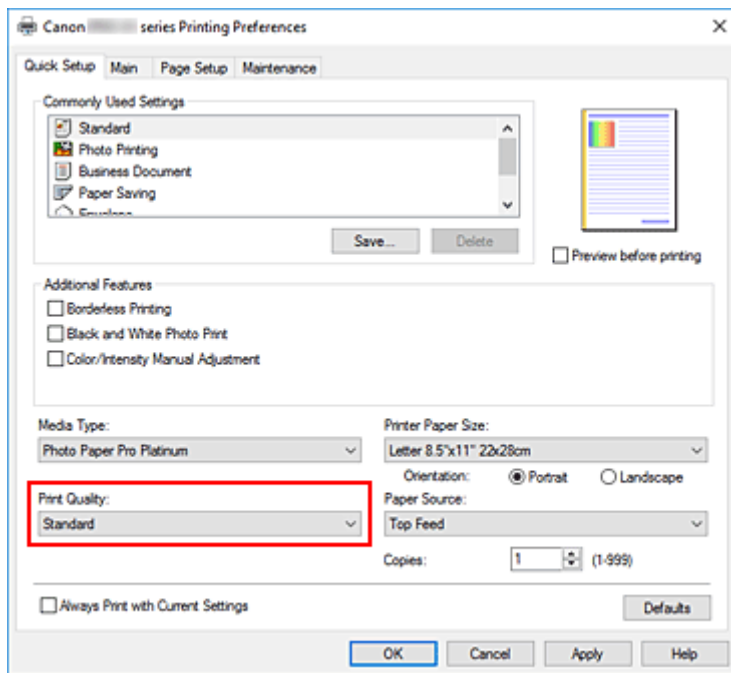 Canon series Printing Preferences
Quick Setup Main Page Setup Maintenance
Commonly Used Settings
Standard
Photo Printing
Business Document
Paper Saving
Save... Delete
Preview before printing
Additional Features
Borderless Printing
Black and White Photo Print
Color/Intensity Manual Adjustment
Media Type:
Photo Paper Pro Platinum
Printer Paper Size:
Letter 8.5"x11" 22x28cm
Orientation: Portrait Landscape
Print Quality:
Standard
Paper Source:
Top Feed
Copies: 1 (1-999)
Always Print with Current Settings
Defaults
OK Cancel Apply Help